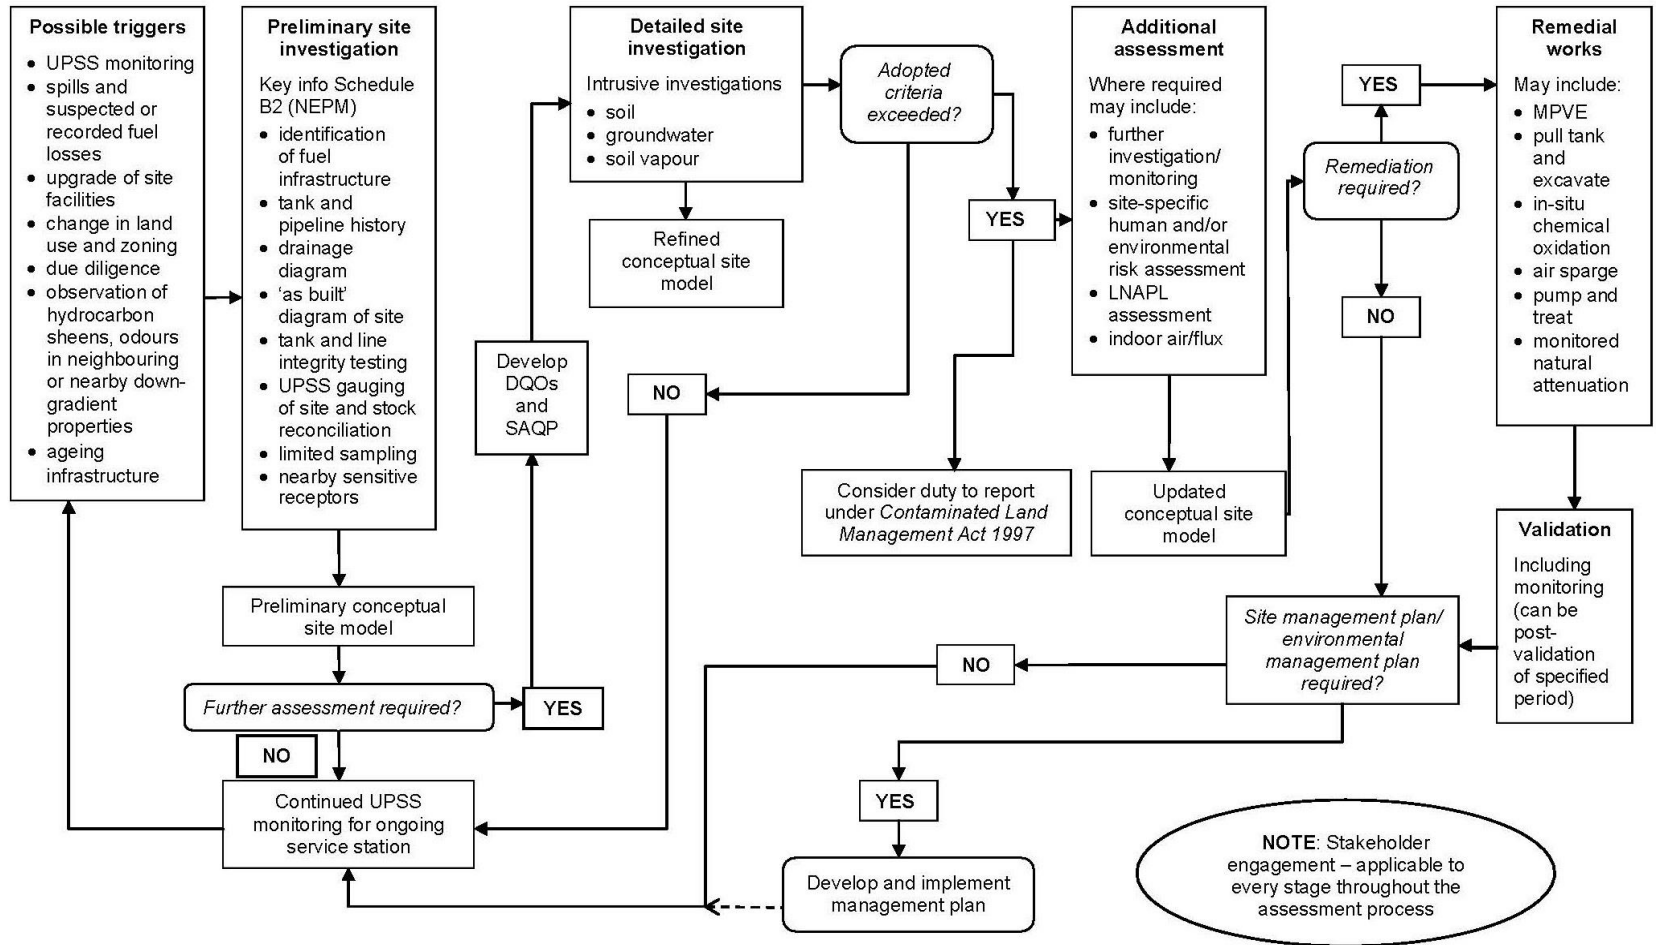 Possible triggers
• UPSS monitoring
• spills and
suspected or
recorded fuel
losses
• upgrade of site
facilities
• change in land
use and zoning
• due diligence
• observation of
hydrocarbon
sheens, odours
in neighbouring
or nearby down-
gradient
properties
• ageing
infrastructure
Preliminary site
investigation
Key info Schedule
B2 (NEPM)
• identification
of fuel
infrastructure
• tank and
pipeline history
• drainage
diagram
• ‘as built’
diagram of site
• tank and line
integrity testing
• UPSS gauging
of site and stock
reconciliation
• limited sampling
• nearby sensitive
receptors
Preliminary conceptual
site model
Further assessment required?
YES
NO
Continued UPSS
monitoring for ongoing
service station
Develop
DQOs
and
SAQP
Detailed site
investigation
Intrusive investigations
• soil
• groundwater
• soil vapour
Refined
conceptual site
model
Adopted
criteria
exceeded?
NO
YES
Consider duty to report
under Contaminated Land
Management Act 1997
Additional
assessment
Where required
may include:
• further
investigation/
monitoring
• site-specific
human and/or
environmental
risk assessment
• LNAPL
assessment
• indoor air/flux
Updated
conceptual site
model
Remediation
required?
YES
NO
Remedial
works
May include:
• MPVE
• pull tank
and
excavate
• in-situ
chemical
oxidation
• air sparge
• pump and
treat
• monitored
natural
attenuation
Validation
Including
monitoring
(can be
post-
validation
of specified
period)
Site management plan/
environmental
management plan
required?
NO
YES
Develop and implement
management plan
NOTE: Stakeholder
engagement – applicable to
every stage throughout the
assessment process